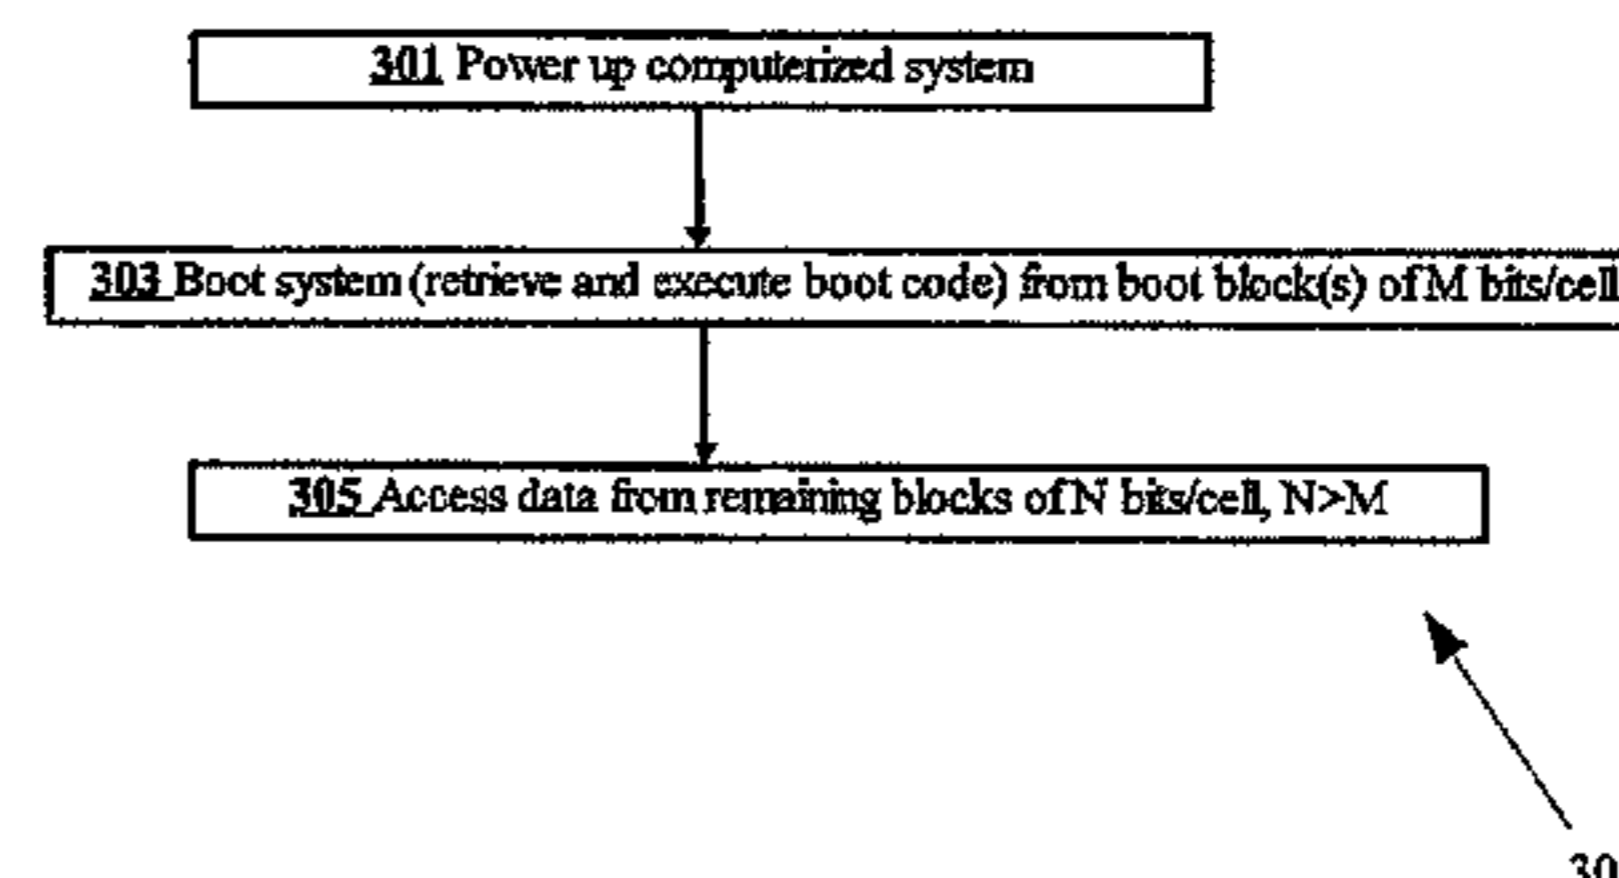 301 Power up computerized system
303 Boot system (retrieve and execute boot code) from boot block(s) of M bits/cell
305 Access data from remaining blocks of N bits/cell, N>M